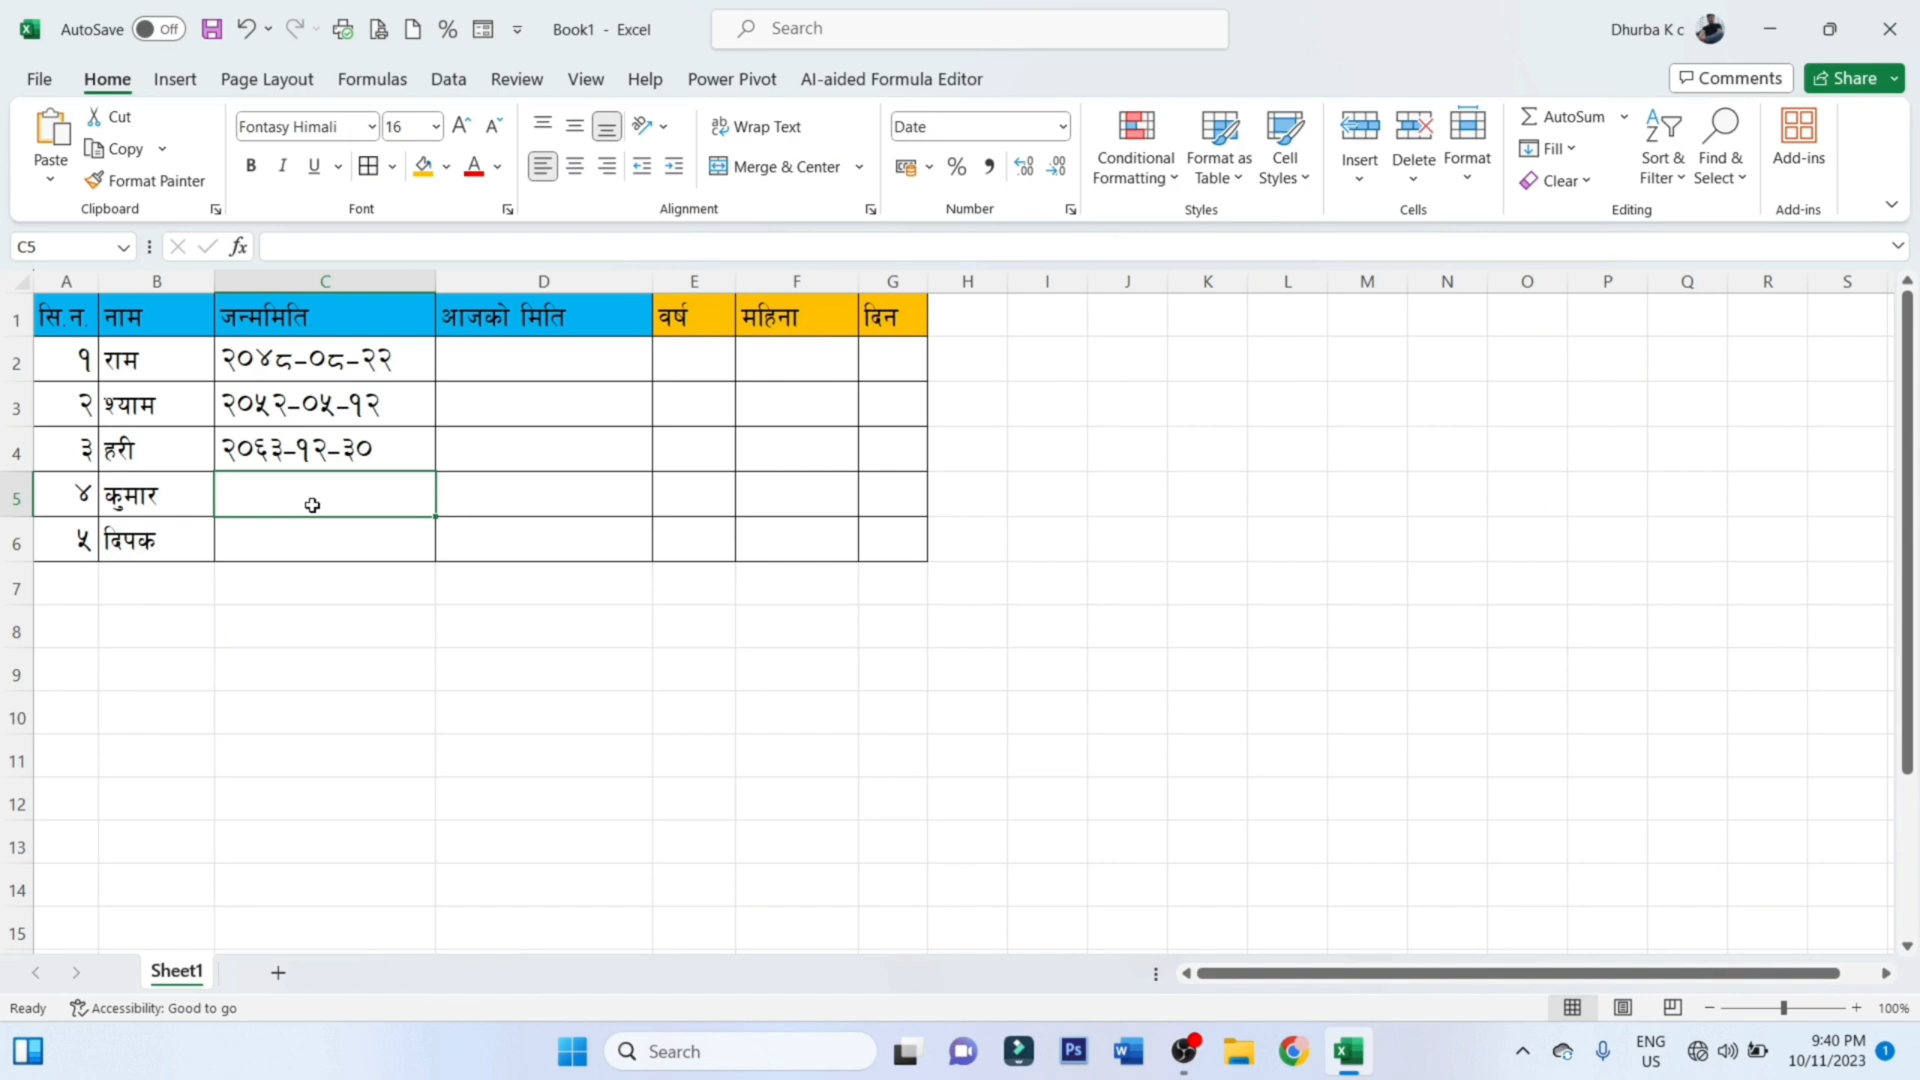 AutoSave Off Book1 - Excel Search Dhurba K c
File Home Insert Page Layout Formulas Data Review View Help Power Pivot AI-aided Formula Editor Comments Share
Paste Cut Copy Format Painter Clipboard
Fontasy Himali 16 B I U A Font
ab Wrap Text Merge & Center Alignment
Date % Number
Conditional Formatting Format as Table Cell Styles Styles
Insert Delete Format Cells
AutoSum Fill Clear Sort & Filter Find & Select Editing
Add-ins Add-ins
C5 fx
A B C D E F G H I J K L M N O P Q R S
1 सि.न. नाम जन्ममिति आजको मिति वर्ष महिना दिन
2 १ राम २०४८-०८-२२
3 २ श्याम २०५२-०५-१२
4 ३ हरी २०६३-१२-३०
5 ४ कुमार
6 ५ दिपक
7
8
9
10
11
12
13
14
15
Sheet1
Ready Accessibility: Good to go 100%
Search Ps ENG US 9:40 PM 10/11/2023 1